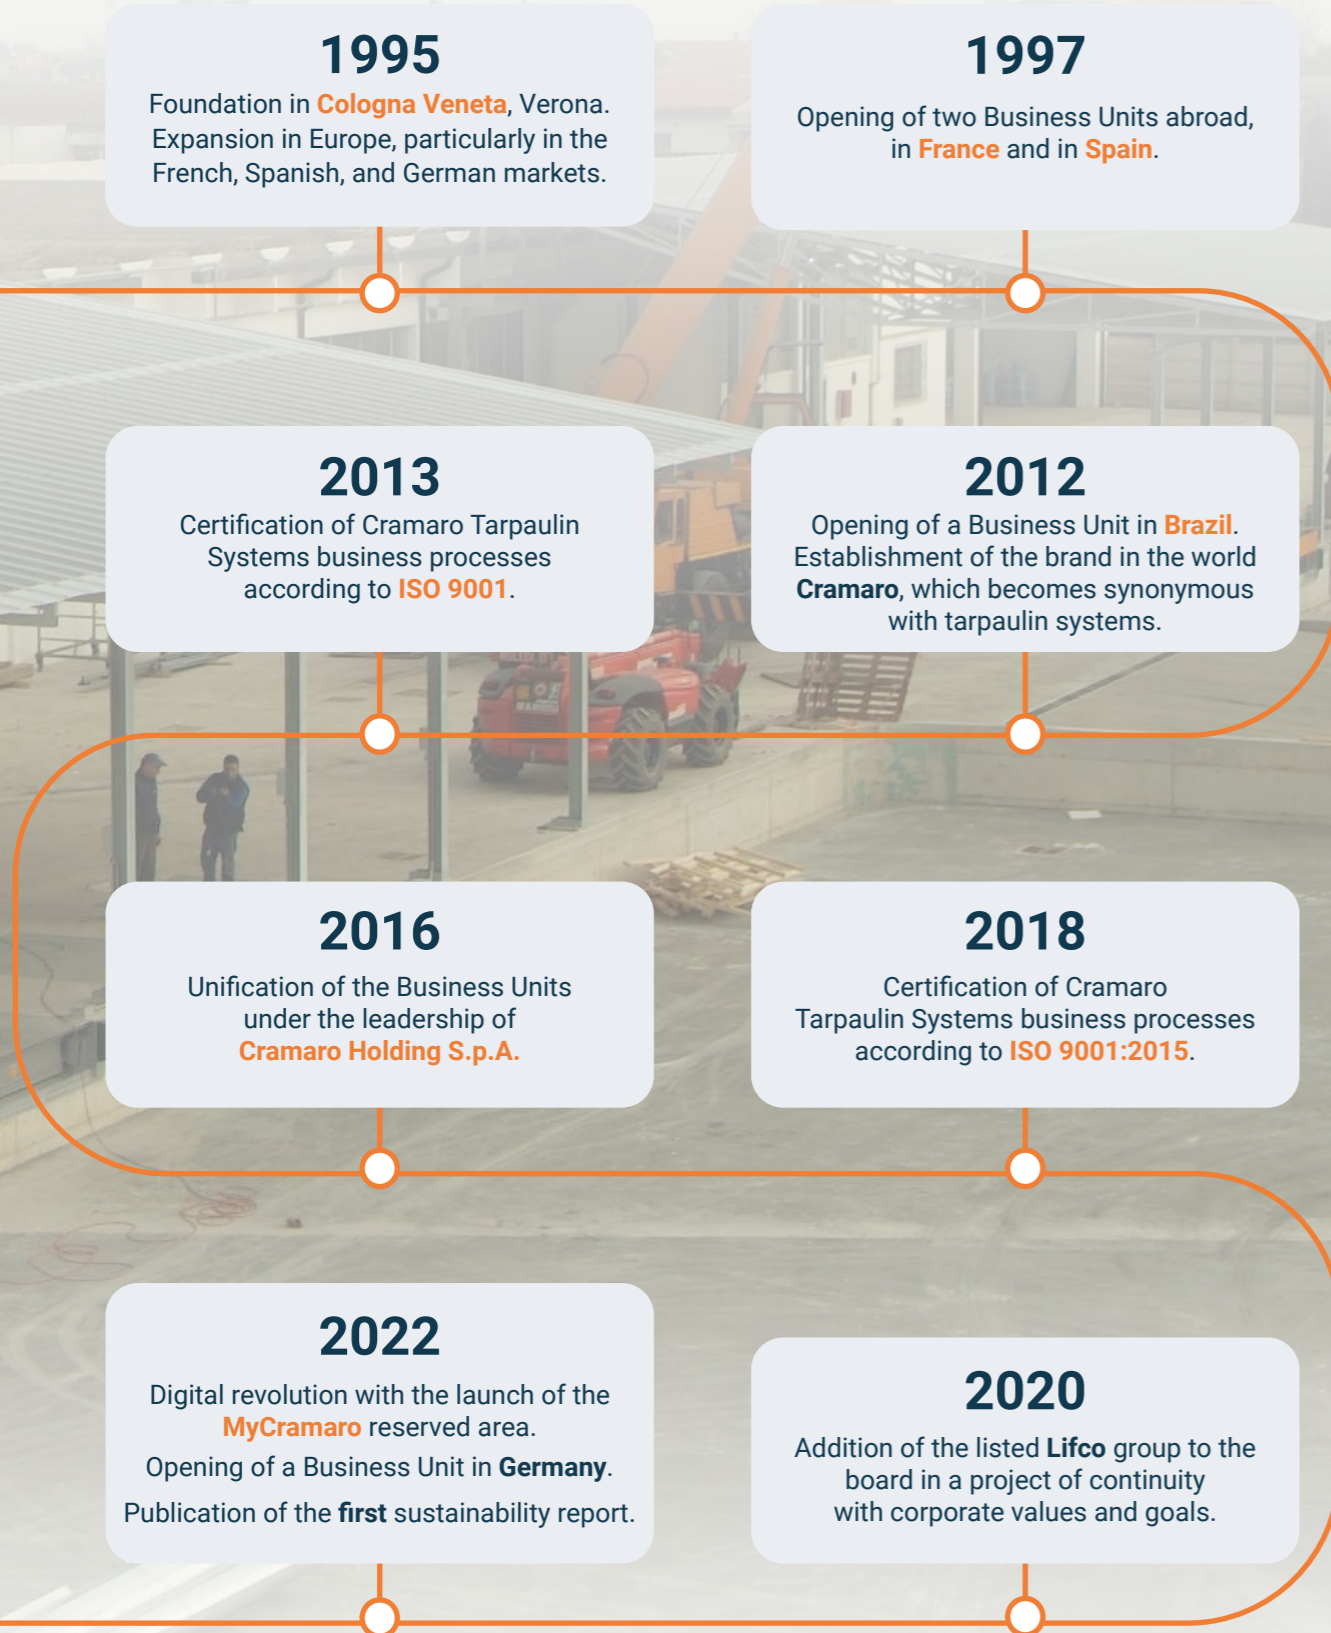 1995
Foundation in Cologna Veneta, Verona.
Expansion in Europe, particularly in the
French, Spanish, and German markets.
1997
Opening of two Business Units abroad,
in France and in Spain.
2012
Opening of a Business Unit in Brazil.
Establishment of the brand in the world
Cramaro, which becomes synonymous
with tarpaulin systems.
2013
Certification of Cramaro Tarpaulin
Systems business processes
according to ISO 9001.
2016
Unification of the Business Units
under the leadership of
Cramaro Holding S.p.A.
2018
Certification of Cramaro
Tarpaulin Systems business processes
according to ISO 9001:2015.
2020
Addition of the listed Lifco group to the
board in a project of continuity
with corporate values and goals.
2022
Digital revolution with the launch of the
MyCramaro reserved area.
Opening of a Business Unit in Germany.
Publication of the first sustainability report.